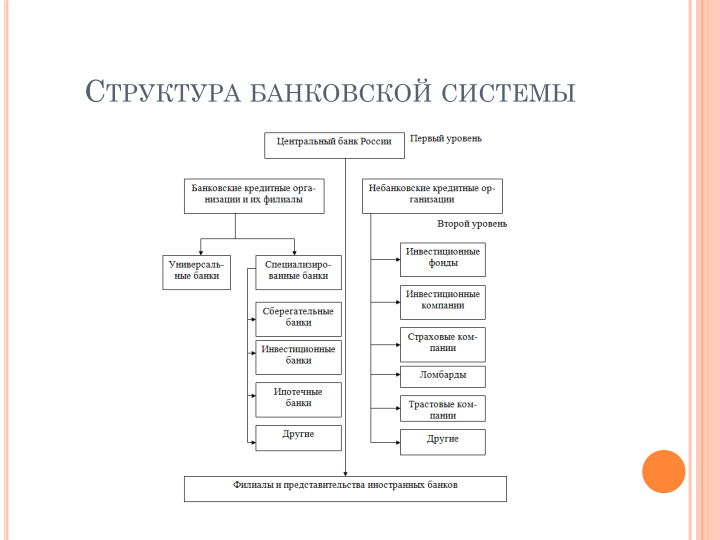 Структура банковской системы
Центральный банк России
Первый уровень
Банковские кредитные орга-
низации и их филиалы
Небанковские кредитные ор-
ганизации
Второй уровень
Универсаль-
ные банки
Специализиро-
ванные банки
Сберегательные
банки
Инвестиционные
банки
Ипотечные
банки
Другие
Инвестиционные
фонды
Инвестиционные
компании
Страховые ком-
пании
Ломбарды
Трастовые ком-
пании
Другие
Филиалы и представительства иностранных банков